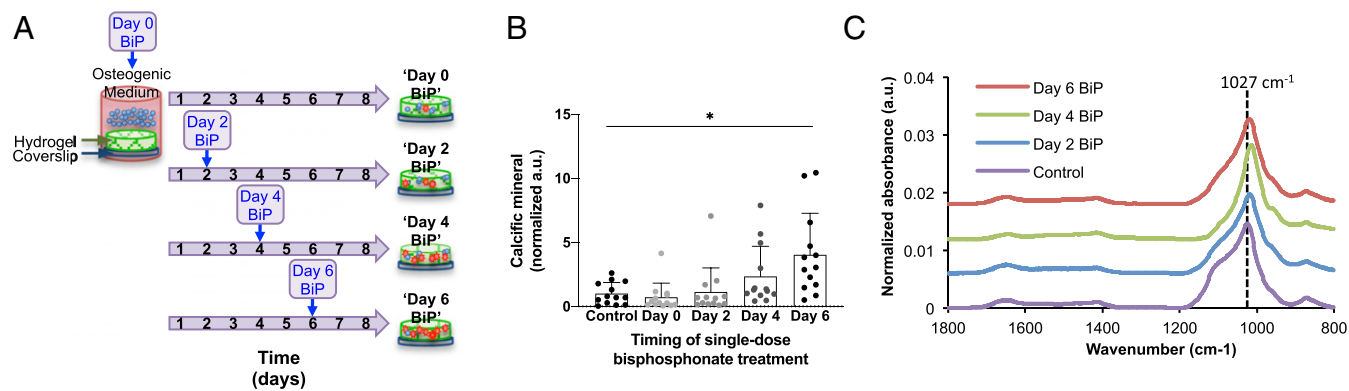 A
Day 0
BiP
Osteogenic
Medium
Hydrogel
Coverslip
1 2 3 4 5 6 7 8
'Day 0
BiP'
Day 2
BiP
1 2 3 4 5 6 7 8
'Day 2
BiP'
Day 4
BiP
1 2 3 4 5 6 7 8
'Day 4
BiP'
Day 6
BiP
1 2 3 4 5 6 7 8
'Day 6
BiP'
Time
(days)
B
Calcific mineral
(normalized a.u.)
15
10
5
0
*
Control Day 0 Day 2 Day 4 Day 6
Timing of single-dose
bisphosphonate treatment
C
Normalized absorbance (a.u.)
0.04
0.03
0.02
0.01
0
Day 6 BiP
Day 4 BiP
Day 2 BiP
Control
1027 cm-1
1800 1600 1400 1200 1000 800
Wavenumber (cm-1)